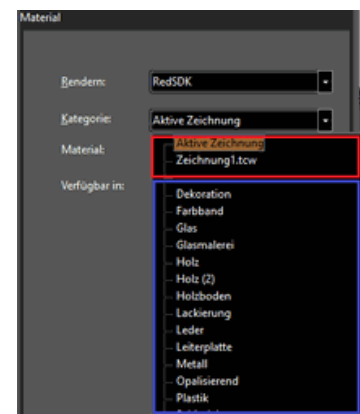 Material
Rendern: RedSDK
Kategorie: Aktive Zeichnung
Aktive Zeichnung
Material: Zeichnung1.tcw
Verfügbar in:
Dekoration
Farbband
Glas
Glasmalerei
Holz
Holz (2)
Holzboden
Lackierung
Leder
Leiterplatte
Metall
Opalisierend
Plastik